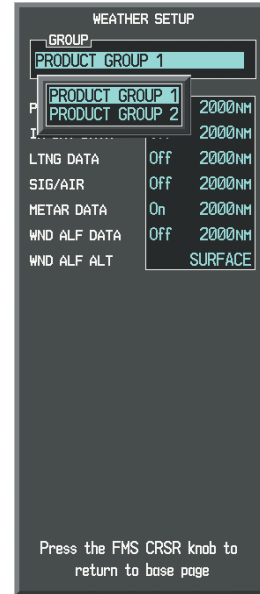 WEATHER SETUP
GROUP
PRODUCT GROUP 1
PRODUCT GROUP 1
PRODUCT GROUP 2
2000NM
2000NM
LTNG DATA Off 2000NM
SIG/AIR Off 2000NM
METAR DATA On 2000NM
WND ALF DATA Off 2000NM
WND ALF ALT SURFACE
Press the FMS CRSR knob to
return to base page